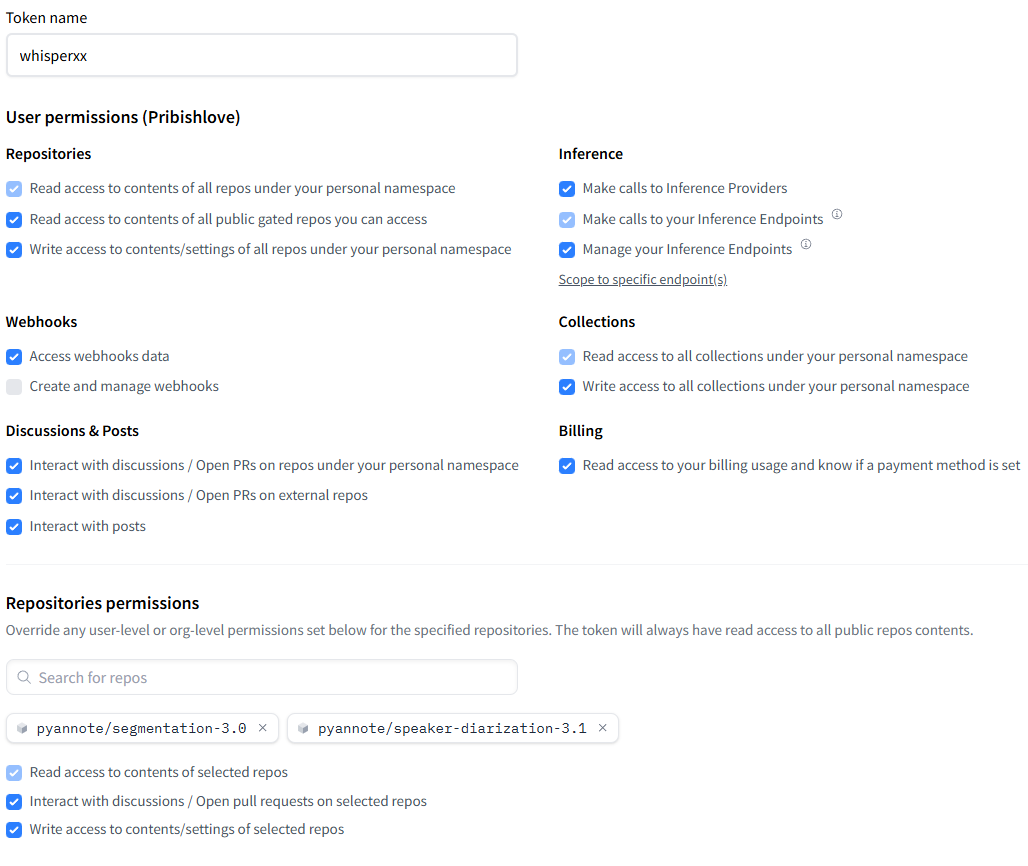 Token name
whisperxx
User permissions (Pribishlove)
Repositories
Read access to contents of all repos under your personal namespace
Read access to contents of all public gated repos you can access
Write access to contents/settings of all repos under your personal namespace
Inference
Make calls to Inference Providers
Make calls to your Inference Endpoints
Manage your Inference Endpoints
Scope to specific endpoint(s)
Webhooks
Access webhooks data
Create and manage webhooks
Collections
Read access to all collections under your personal namespace
Write access to all collections under your personal namespace
Discussions & Posts
Interact with discussions / Open PRs on repos under your personal namespace
Interact with discussions / Open PRs on external repos
Interact with posts
Billing
Read access to your billing usage and know if a payment method is set
Repositories permissions
Override any user-level or org-level permissions set below for the specified repositories. The token will always have read access to all public repos contents.
Search for repos
pyannote/segmentation-3.0 × pyannote/speaker-diarization-3.1 ×
Read access to contents of selected repos
Interact with discussions / Open pull requests on selected repos
Write access to contents/settings of selected repos